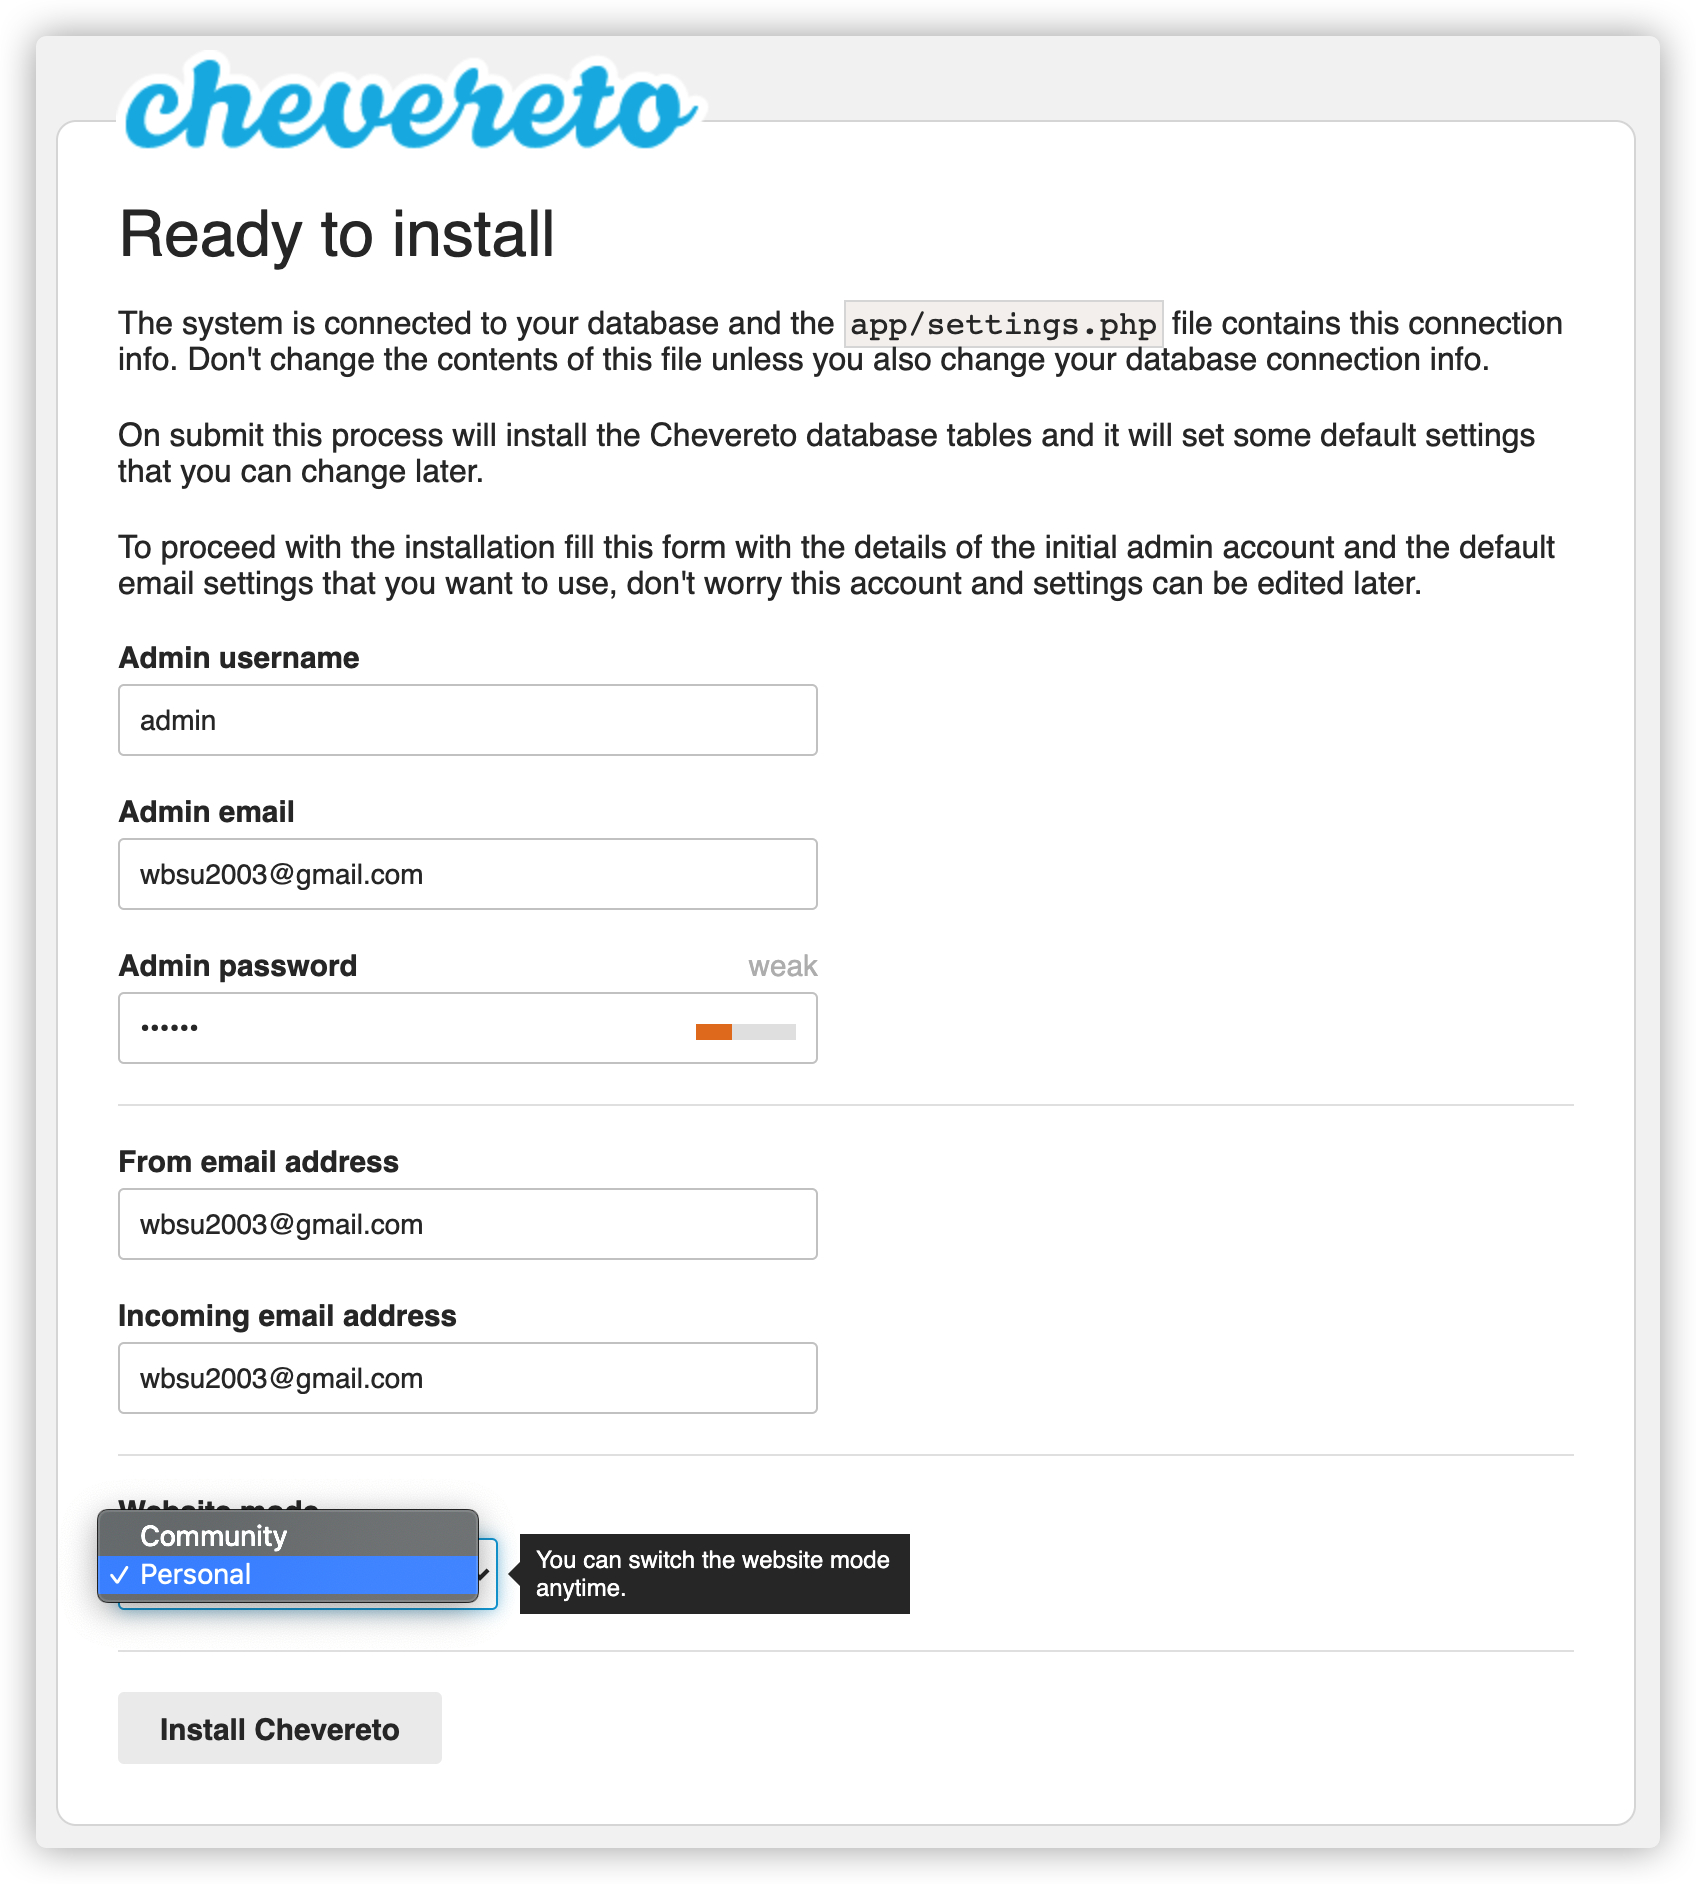 chevereto
Ready to install
The system is connected to your database and the app/settings.php file contains this connection
info. Don't change the contents of this file unless you also change your database connection info.
On submit this process will install the Chevereto database tables and it will set some default settings
that you can change later.
To proceed with the installation fill this form with the details of the initial admin account and the default
email settings that you want to use, don't worry this account and settings can be edited later.
Admin username
admin
Admin email
wbsu2003@gmail.com
Admin password weak
••••••
From email address
wbsu2003@gmail.com
Incoming email address
wbsu2003@gmail.com
Website mode
Community
✓ Personal
You can switch the website mode
anytime.
Install Chevereto